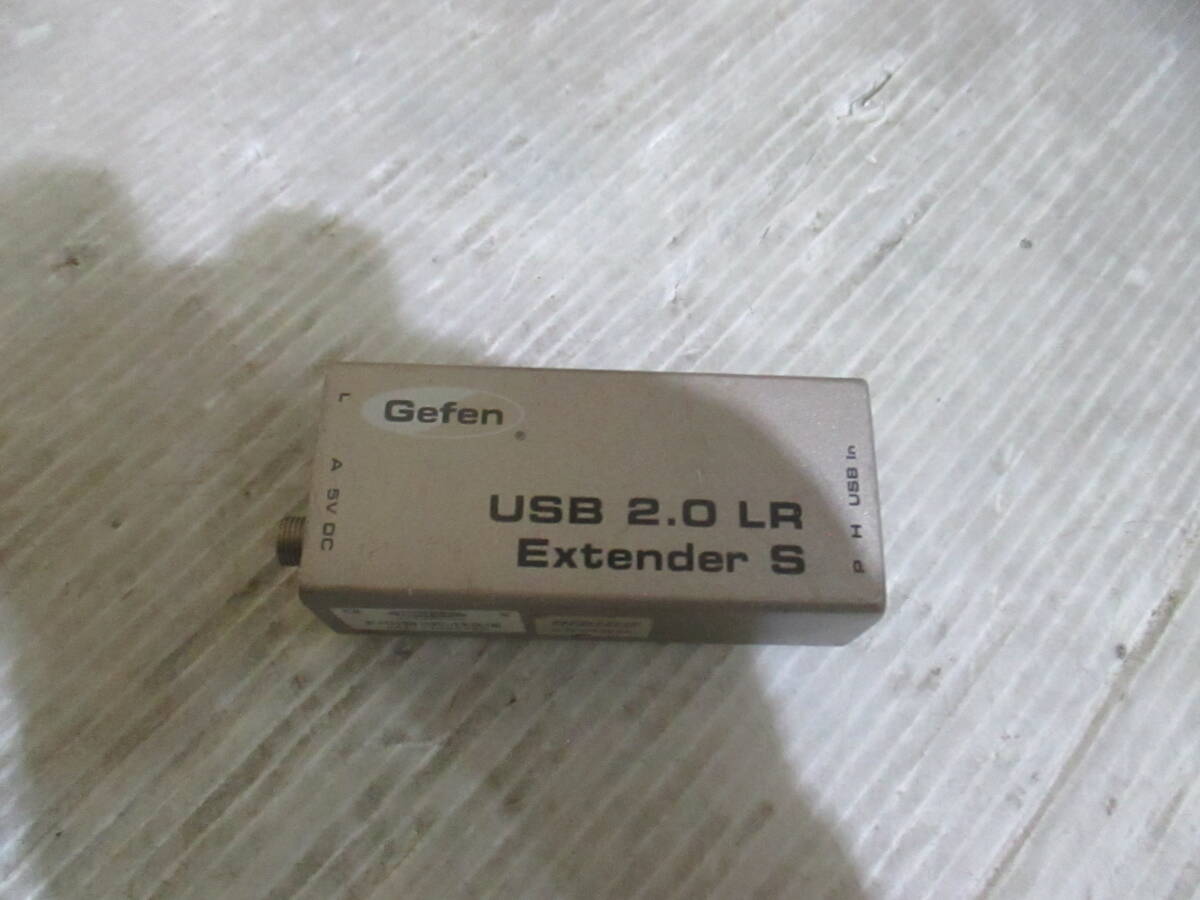 Gefen
®
USB 2.0 LR
Extender S
L
A
5V DC
USB In
H
P